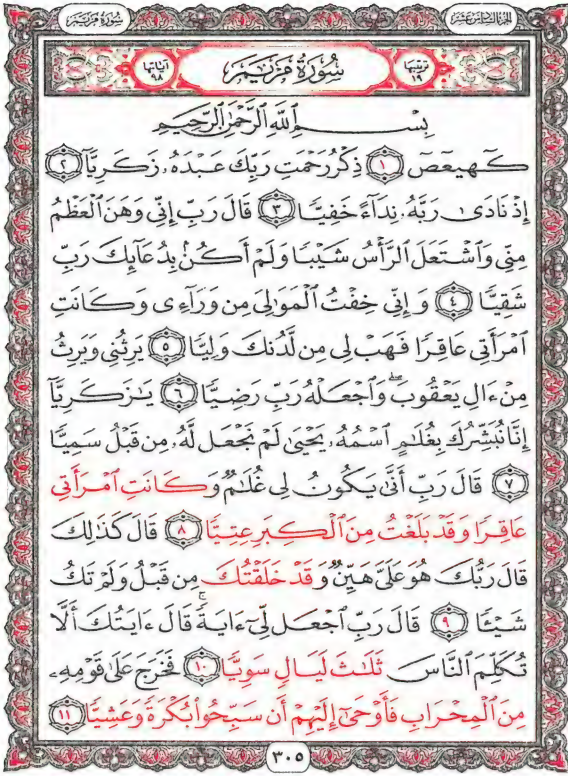 الجزء السادس عشر سُورَةُ مَرْيَم
ترتيبها ١٩ سُورَةُ مَرْيَمَ آياتها ٩٨
بِسْمِ ٱللَّهِ ٱلرَّحْمَٰنِ ٱلرَّحِيمِ
كٓهيعٓصٓ ١ ذِكْرُ رَحْمَتِ رَبِّكَ عَبْدَهُۥ زَكَرِيَّآ ٢
إِذْ نَادَىٰ رَبَّهُۥ نِدَآءً خَفِيًّا ٣ قَالَ رَبِّ إِنِّي وَهَنَ ٱلْعَظْمُ
مِنِّي وَٱشْتَعَلَ ٱلرَّأْسُ شَيْبًا وَلَمْ أَكُنۢ بِدُعَآئِكَ رَبِّ
شَقِيًّا ٤ وَإِنِّي خِفْتُ ٱلْمَوَٰلِيَ مِن وَرَآءِي وَكَانَتِ
ٱمْرَأَتِي عَاقِرًا فَهَبْ لِي مِن لَّدُنكَ وَلِيًّا ٥ يَرِثُنِي وَيَرِثُ
مِنْ ءَالِ يَعْقُوبَۖ وَٱجْعَلْهُ رَبِّ رَضِيًّا ٦ يَٰزَكَرِيَّآ
إِنَّا نُبَشِّرُكَ بِغُلَٰمٍ ٱسْمُهُۥ يَحْيَىٰ لَمْ نَجْعَل لَّهُۥ مِن قَبْلُ سَمِيًّا
٧ قَالَ رَبِّ أَنَّىٰ يَكُونُ لِي غُلَٰمٌ وَكَانَتِ ٱمْرَأَتِي
عَاقِرًا وَقَدْ بَلَغْتُ مِنَ ٱلْكِبَرِ عِتِيًّا ٨ قَالَ كَذَٰلِكَ
قَالَ رَبُّكَ هُوَ عَلَيَّ هَيِّنٌ وَقَدْ خَلَقْتُكَ مِن قَبْلُ وَلَمْ تَكُ
شَيْـًٔا ٩ قَالَ رَبِّ ٱجْعَل لِّيٓ ءَايَةًۚ قَالَ ءَايَتُكَ أَلَّا
تُكَلِّمَ ٱلنَّاسَ ثَلَٰثَ لَيَالٍ سَوِيًّا ١٠ فَخَرَجَ عَلَىٰ قَوْمِهِۦ
مِنَ ٱلْمِحْرَابِ فَأَوْحَىٰٓ إِلَيْهِمْ أَن سَبِّحُوا۟ بُكْرَةً وَعَشِيًّا ١١
٣٠٥